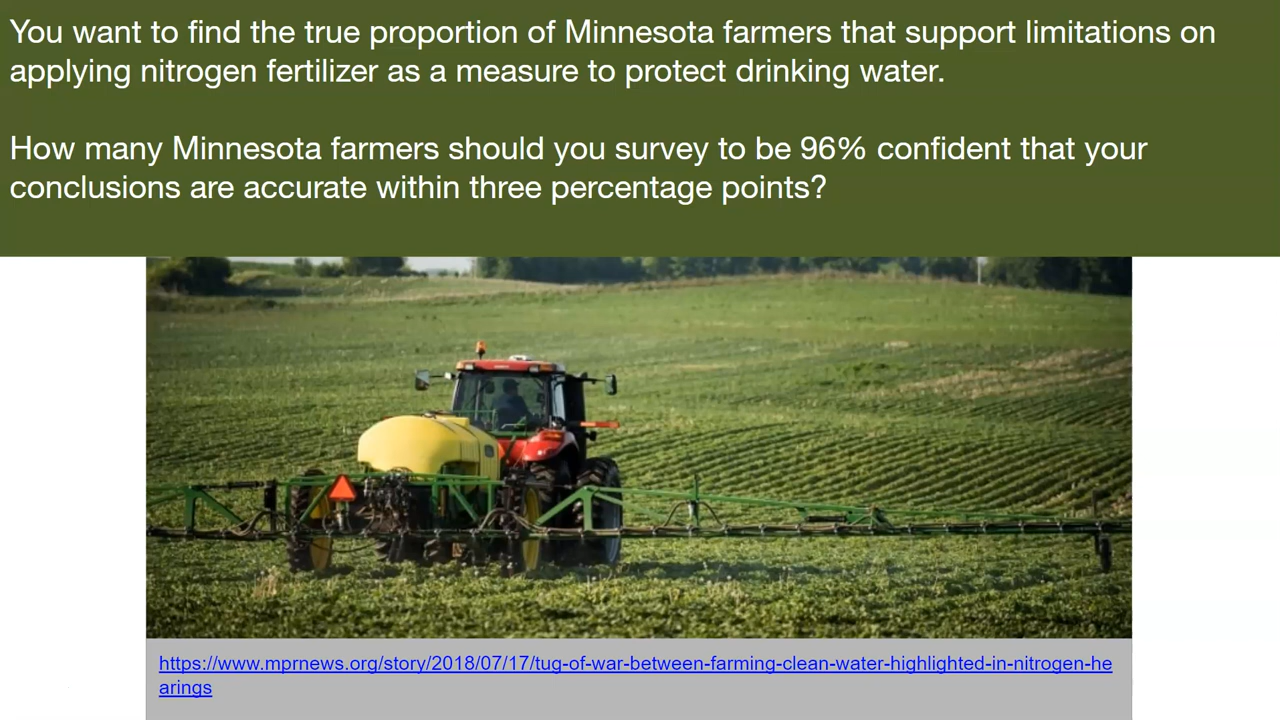 You want to find the true proportion of Minnesota farmers that support limitations on
applying nitrogen fertilizer as a measure to protect drinking water.
How many Minnesota farmers should you survey to be 96% confident that your
conclusions are accurate within three percentage points?
https://www.mprnews.org/story/2018/07/17/tug-of-war-between-farming-clean-water-highlighted-in-nitrogen-he
arings